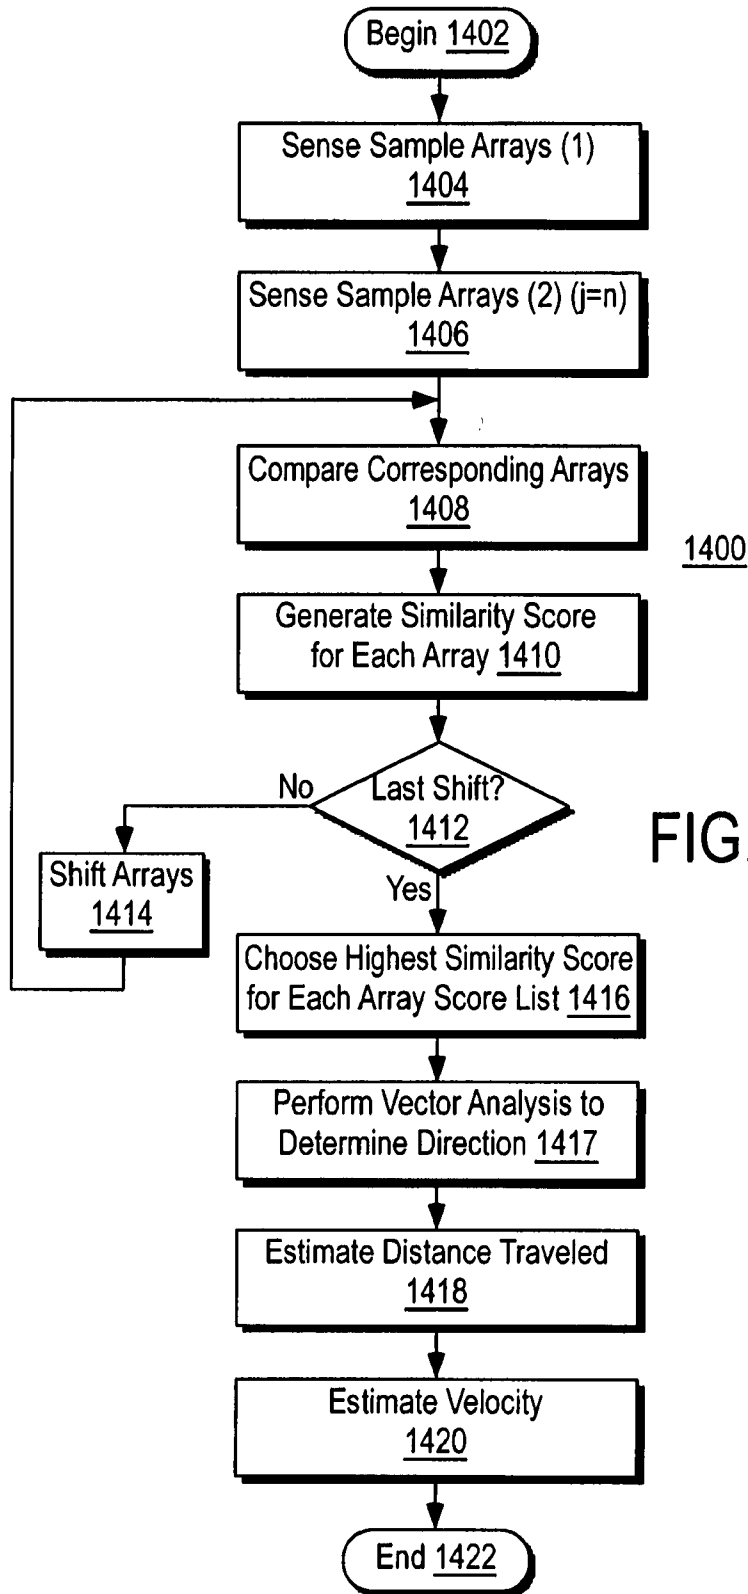 Begin 1402
Sense Sample Arrays (1)
1404
Sense Sample Arrays (2) (j=n)
1406
Compare Corresponding Arrays
1408
1400
Generate Similarity Score
for Each Array 1410
No
Last Shift?
1412
FIG.
Shift Arrays
1414
Yes
Choose Highest Similarity Score
for Each Array Score List 1416
Perform Vector Analysis to
Determine Direction 1417
Estimate Distance Traveled
1418
Estimate Velocity
1420
End 1422